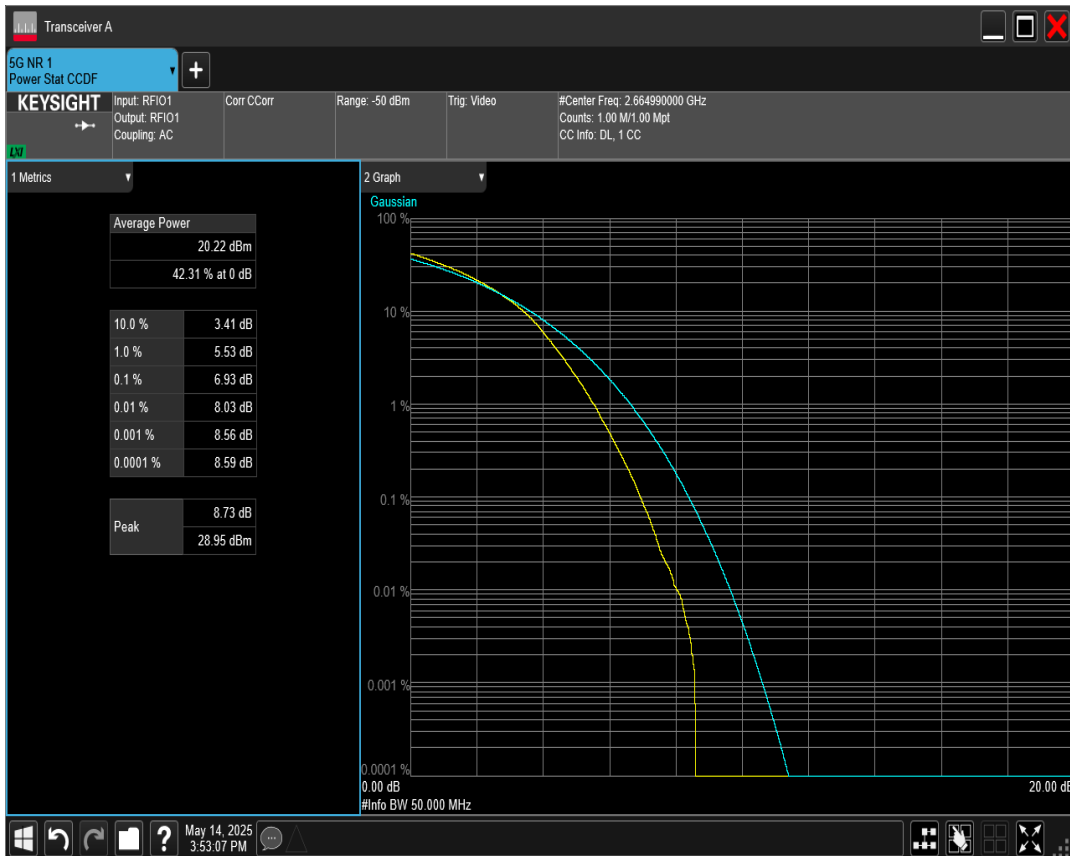 Transceiver A
5G NR 1
Power Stat CCDF
KEYSIGHT
LXI
Input: RFIO1
Output: RFIO1
Coupling: AC
Corr CCorr
Range: -50 dBm
Trig: Video
#Center Freq: 2.664990000 GHz
Counts: 1.00 M/1.00 Mpt
CC Info: DL, 1 CC
1 Metrics
Average Power
20.22 dBm
42.31 % at 0 dB
10.0 % 3.41 dB
1.0 % 5.53 dB
0.1 % 6.93 dB
0.01 % 8.03 dB
0.001 % 8.56 dB
0.0001 % 8.59 dB
Peak 8.73 dB
28.95 dBm
2 Graph
Gaussian
100 %
10 %
1 %
0.1 %
0.01 %
0.001 %
0.0001 %
0.00 dB 20.00 dB
#Info BW 50.000 MHz
May 14, 2025
3:53:07 PM